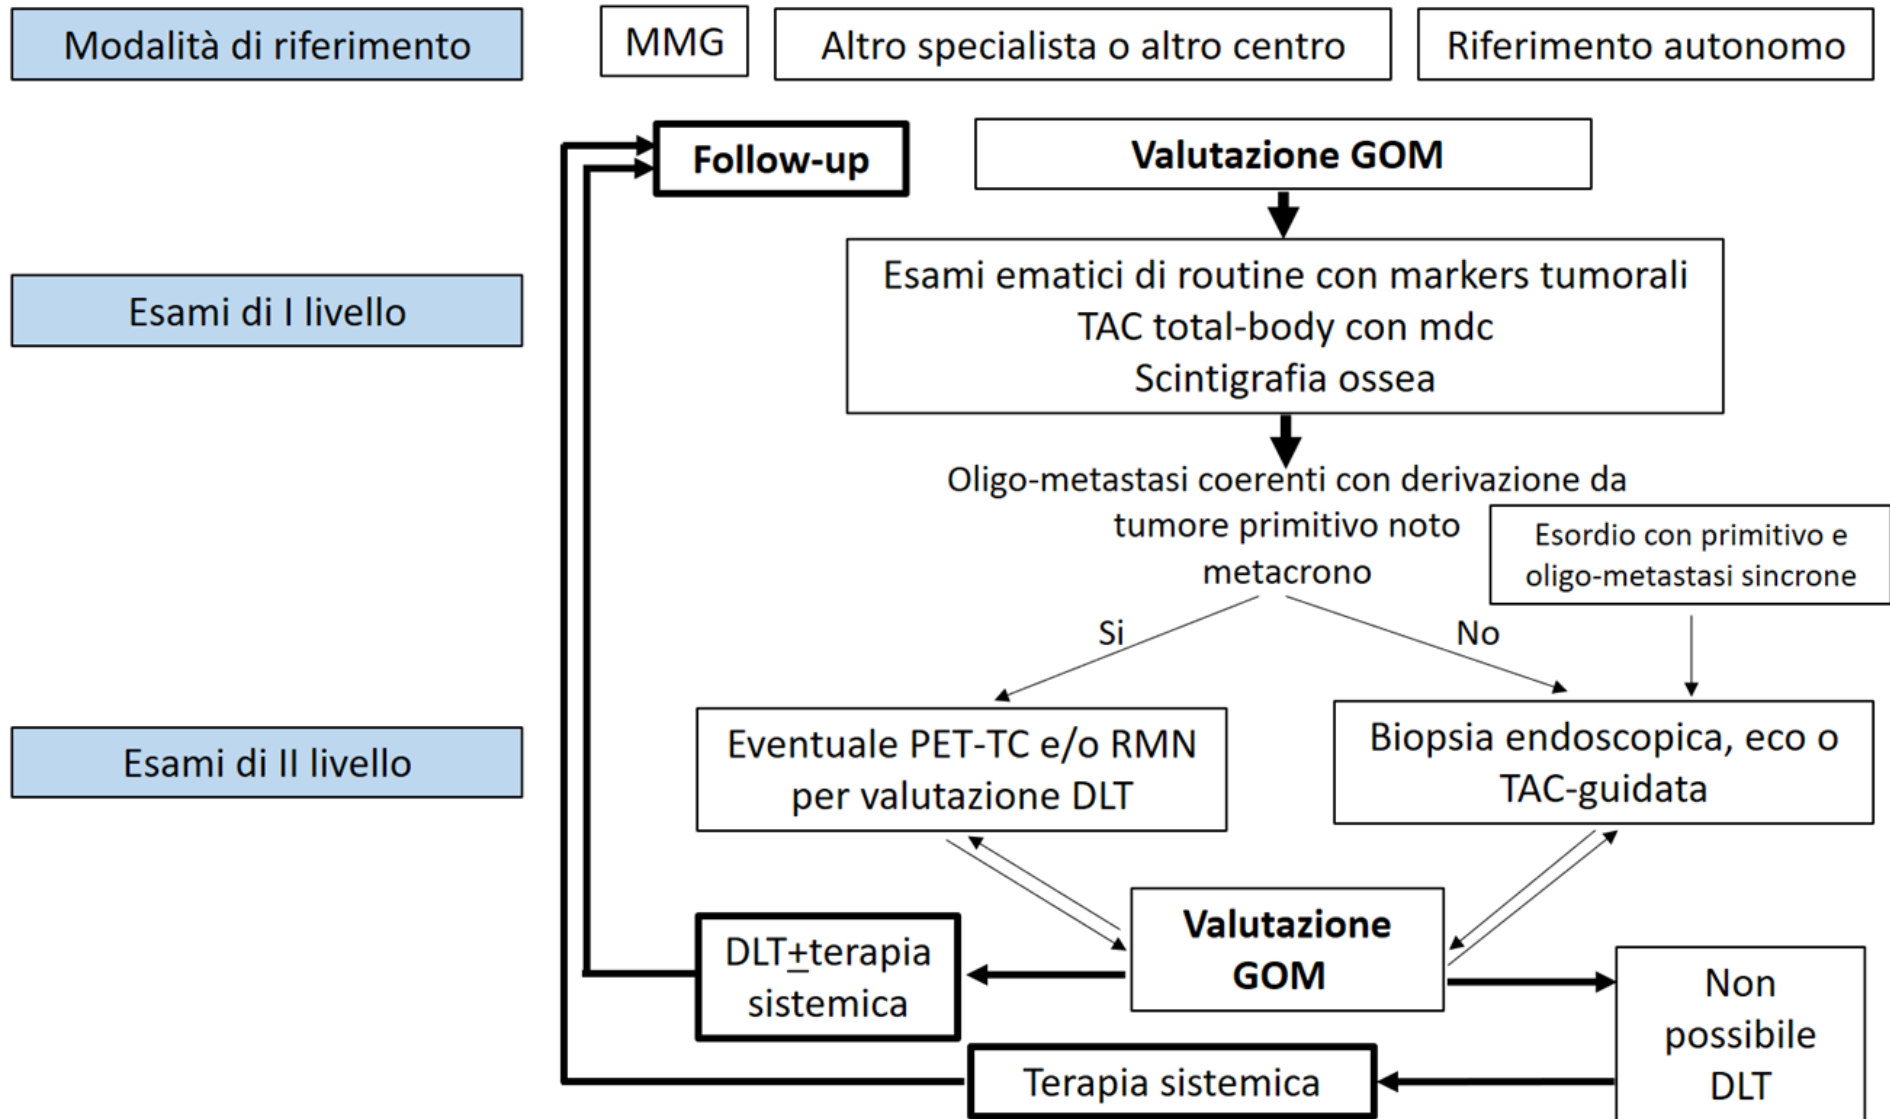 Modalità di riferimento
MMG
Altro specialista o altro centro
Riferimento autonomo
Follow-up
Valutazione GOM
Esami di I livello
Esami ematici di routine con markers tumorali
TAC total-body con mdc
Scintigrafia ossea
Oligo-metastasi coerenti con derivazione da
tumore primitivo noto
metacrono
Esordio con primitivo e
oligo-metastasi sincrone
Si
No
Esami di II livello
Eventuale PET-TC e/o RMN
per valutazione DLT
Biopsia endoscopica, eco o
TAC-guidata
DLT±terapia
sistemica
Valutazione
GOM
Non
possibile
DLT
Terapia sistemica